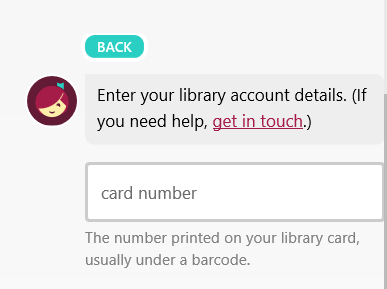 BACK
Enter your library account details. (If
you need help, get in touch.)
card number
The number printed on your library card,
usually under a barcode.